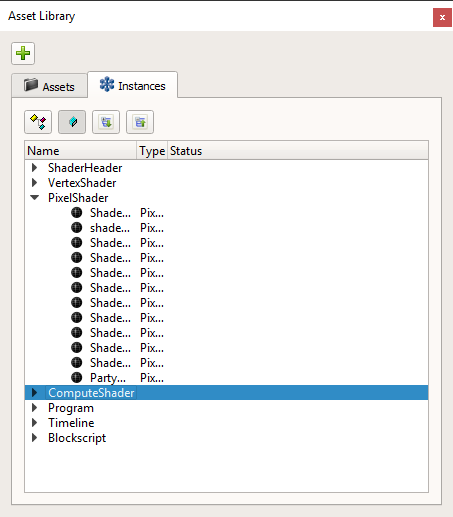 Asset Library
x
Assets Instances
Name Type Status
ShaderHeader
VertexShader
PixelShader
Shade... Pix...
shade... Pix...
Shade... Pix...
Shade... Pix...
Shade... Pix...
Shade... Pix...
Shade... Pix...
Shade... Pix...
Shade... Pix...
Shade... Pix...
Shade... Pix...
Party... Pix...
ComputeShader
Program
Timeline
Blockscript